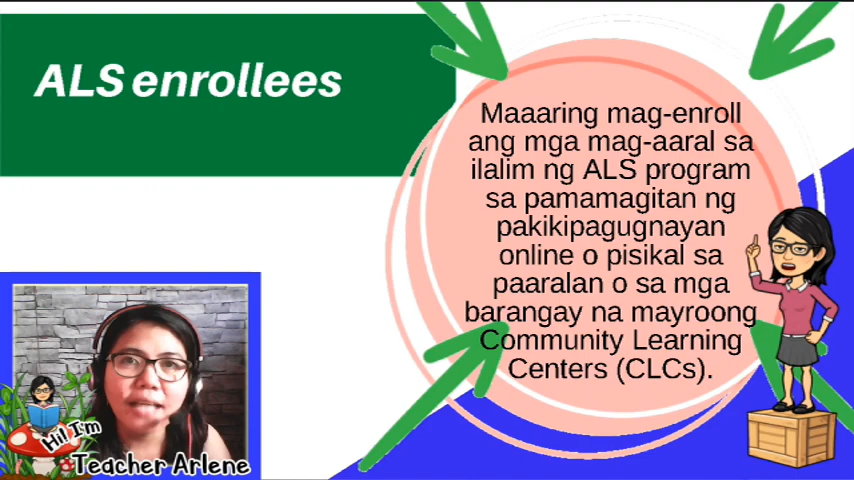 ALS enrollees
Maaaring mag-enroll
ang mga mag-aaral sa
ilalim ng ALS program
sa pamamagitan ng
pakikipagugnayan
online o pisikal sa
paaralan o sa mga
barangay na mayroong
Community Learning
Centers (CLCs).
Hi! I'm
Teacher Arlene